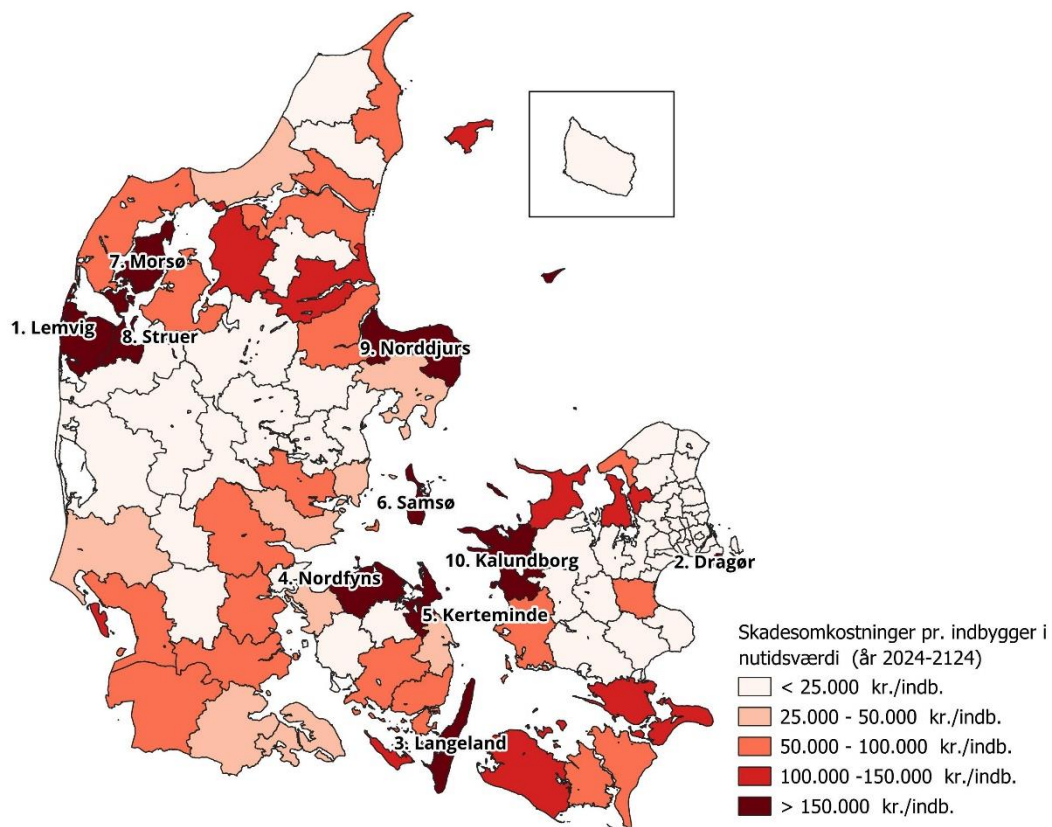 7. Morsø
1. Lemvig
8. Struer
9. Norddjurs
6. Samsø
10. Kalundborg
2. Dragør
4. Nordfyns
5. Kerteminde
3. Langeland
Skadesomkostninger pr. indbygger i
nutidsværdi (år 2024-2124)
< 25.000 kr./indb.
25.000 - 50.000 kr./indb.
50.000 - 100.000 kr./indb.
100.000 -150.000 kr./indb.
> 150.000 kr./indb.